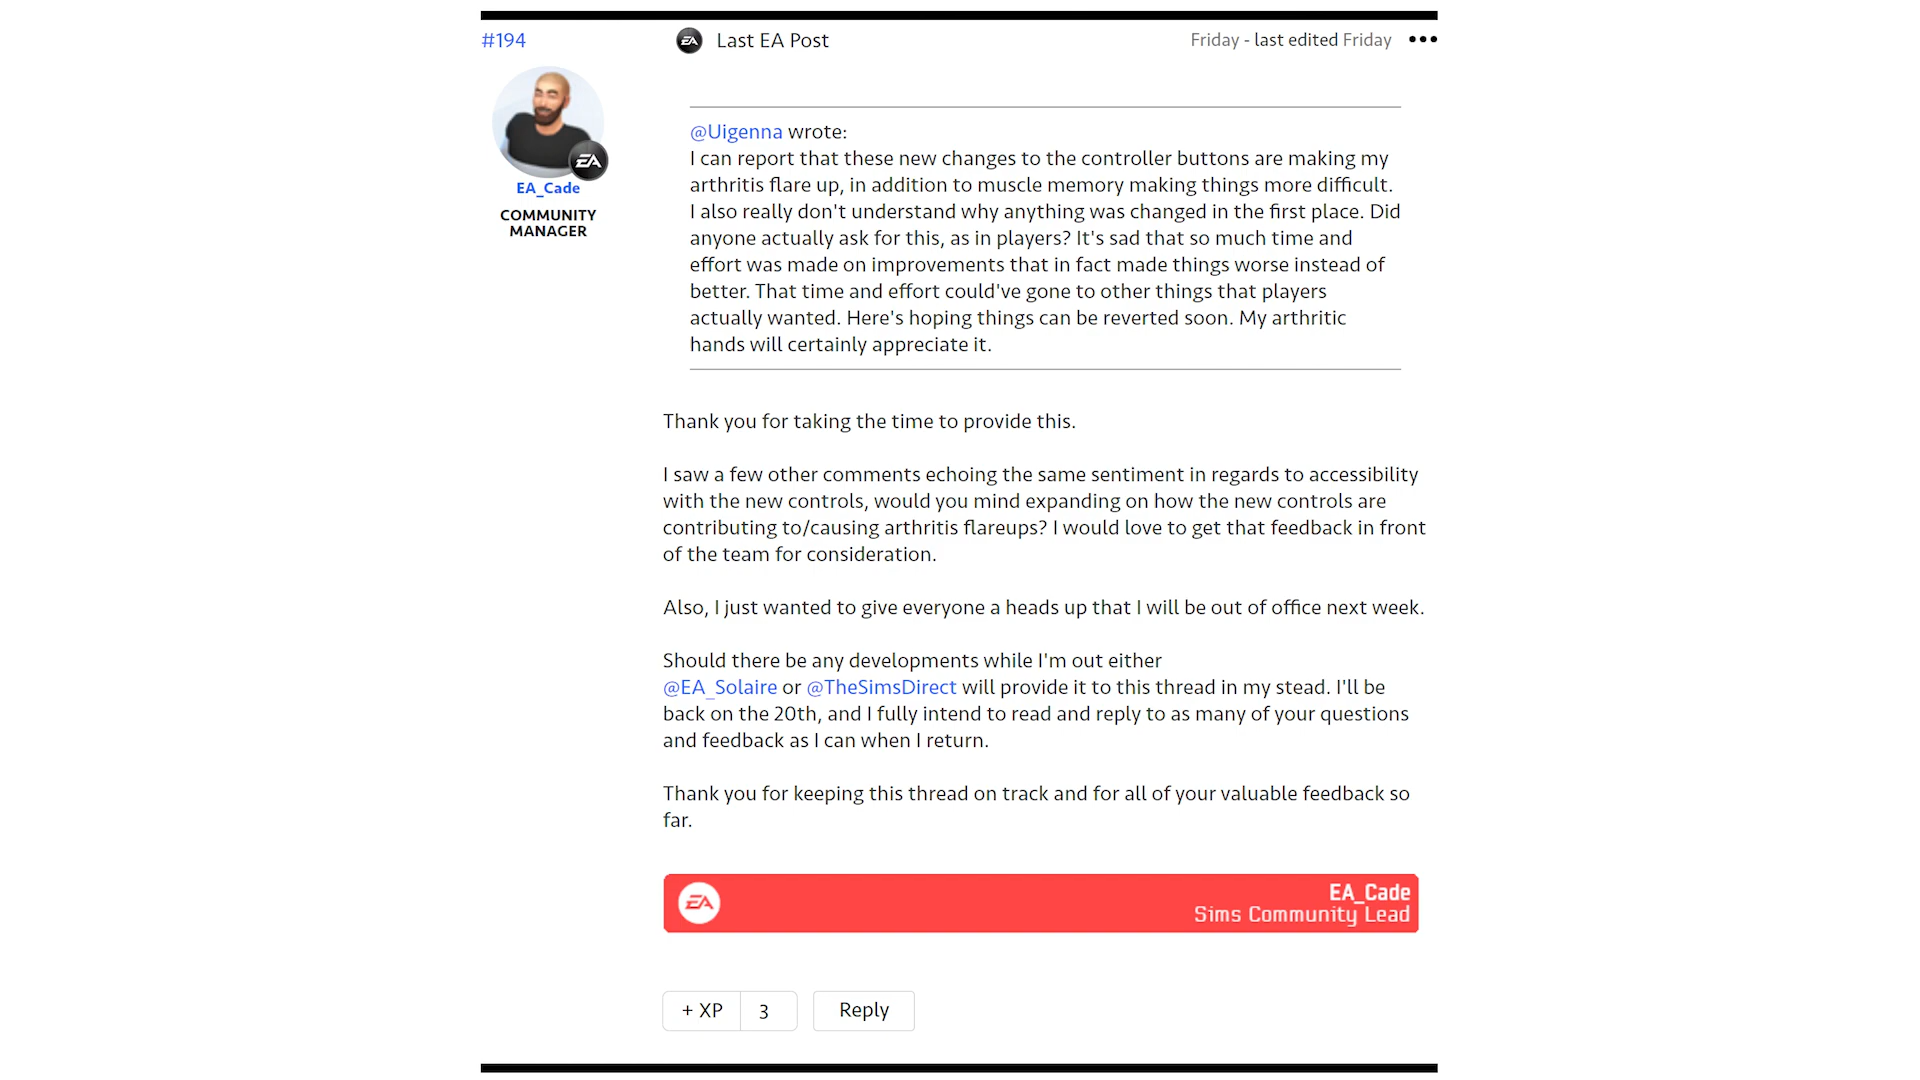 #194
EA Last EA Post
Friday - last edited Friday
EA
EA_Cade
COMMUNITY
MANAGER
@Uigenna wrote:
I can report that these new changes to the controller buttons are making my
arthritis flare up, in addition to muscle memory making things more difficult.
I also really don't understand why anything was changed in the first place. Did
anyone actually ask for this, as in players? It's sad that so much time and
effort was made on improvements that in fact made things worse instead of
better. That time and effort could've gone to other things that players
actually wanted. Here's hoping things can be reverted soon. My arthritic
hands will certainly appreciate it.
Thank you for taking the time to provide this.
I saw a few other comments echoing the same sentiment in regards to accessibility
with the new controls, would you mind expanding on how the new controls are
contributing to/causing arthritis flareups? I would love to get that feedback in front
of the team for consideration.
Also, I just wanted to give everyone a heads up that I will be out of office next week.
Should there be any developments while I'm out either
@EA_Solaire or @TheSimsDirect will provide it to this thread in my stead. I'll be
back on the 20th, and I fully intend to read and reply to as many of your questions
and feedback as I can when I return.
Thank you for keeping this thread on track and for all of your valuable feedback so
far.
EA
EA_Cade
Sims Community Lead
+ XP 3 Reply